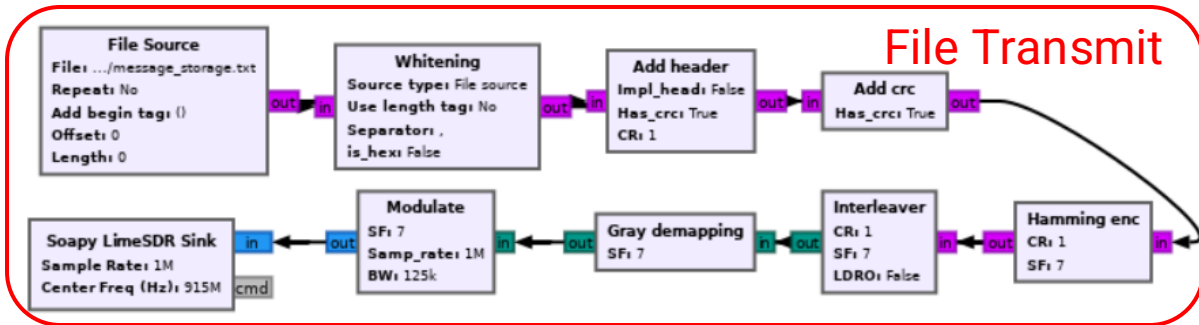 File Transmit
File Source
File: .../message_storage.txt
Repeat: No
Add begin tag: ()
Offset: 0
Length: 0
out
in
Whitening
Source type: File source
Use length tag: No
Separator: ,
is_hex: False
out
in
Add header
Impl_head: False
Has_crc: True
CR: 1
out
in
Add crc
Has_crc: True
out
Soapy LimeSDR Sink
Sample Rate: 1M
Center Freq (Hz): 915M
in
cmd
out
Modulate
SF: 7
Samp_rate: 1M
BW: 125k
in
out
Gray demapping
SF: 7
in
out
Interleaver
CR: 1
SF: 7
LDRO: False
in
out
Hamming enc
CR: 1
SF: 7
in